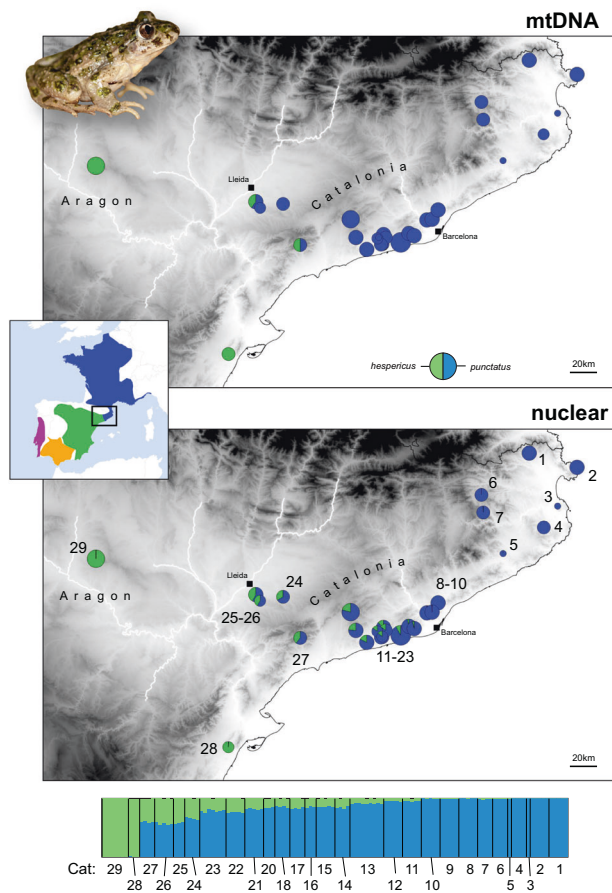 mtDNA
Lleida
Catalonia
Aragon
Barcelona
hespericus
punctatus
20km
nuclear
1
2
6
3
7
4
29
5
Lleida
24
Catalonia
8-10
Aragon
25-26
Barcelona
27
11-23
28
20km
Cat: 29 27 25 23 22 20 17 15 13 11 9 8 7 6 4 2 1
28 26 24 21 18 16 14 12 10 5 3